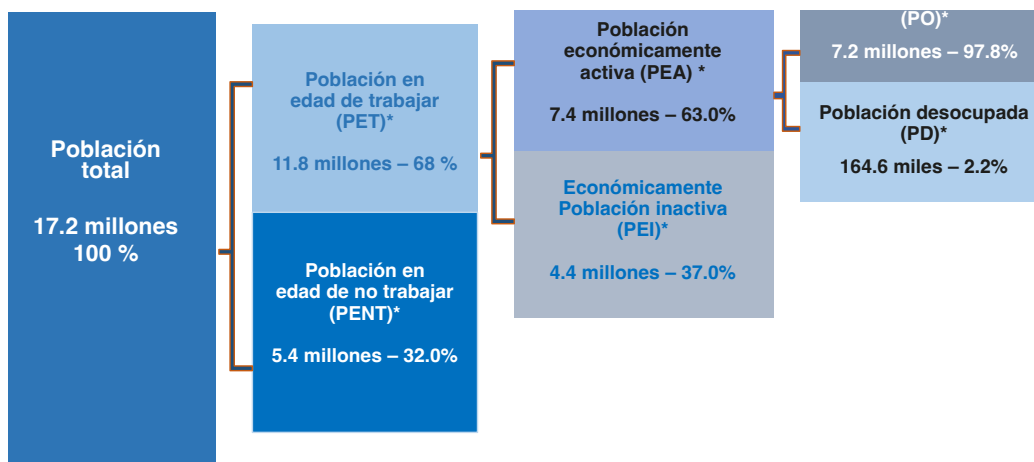 Población
total
17.2 millones
100 %
Población en
edad de trabajar
(PET)*
11.8 millones – 68 %
Población en
edad de no trabajar
(PENT)*
5.4 millones – 32.0%
Población
económicamente
activa (PEA) *
7.4 millones – 63.0%
Económicamente
Población inactiva
(PEI)*
4.4 millones – 37.0%
(PO)*
7.2 millones – 97.8%
Población desocupada
(PD)*
164.6 miles – 2.2%